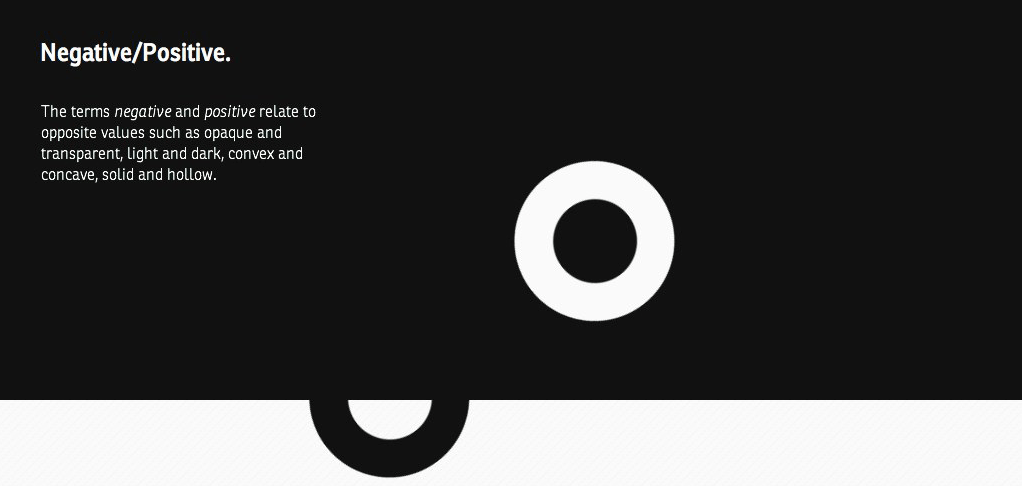 Negative/Positive.
The terms negative and positive relate to
opposite values such as opaque and
transparent, light and dark, convex and
concave, solid and hollow.